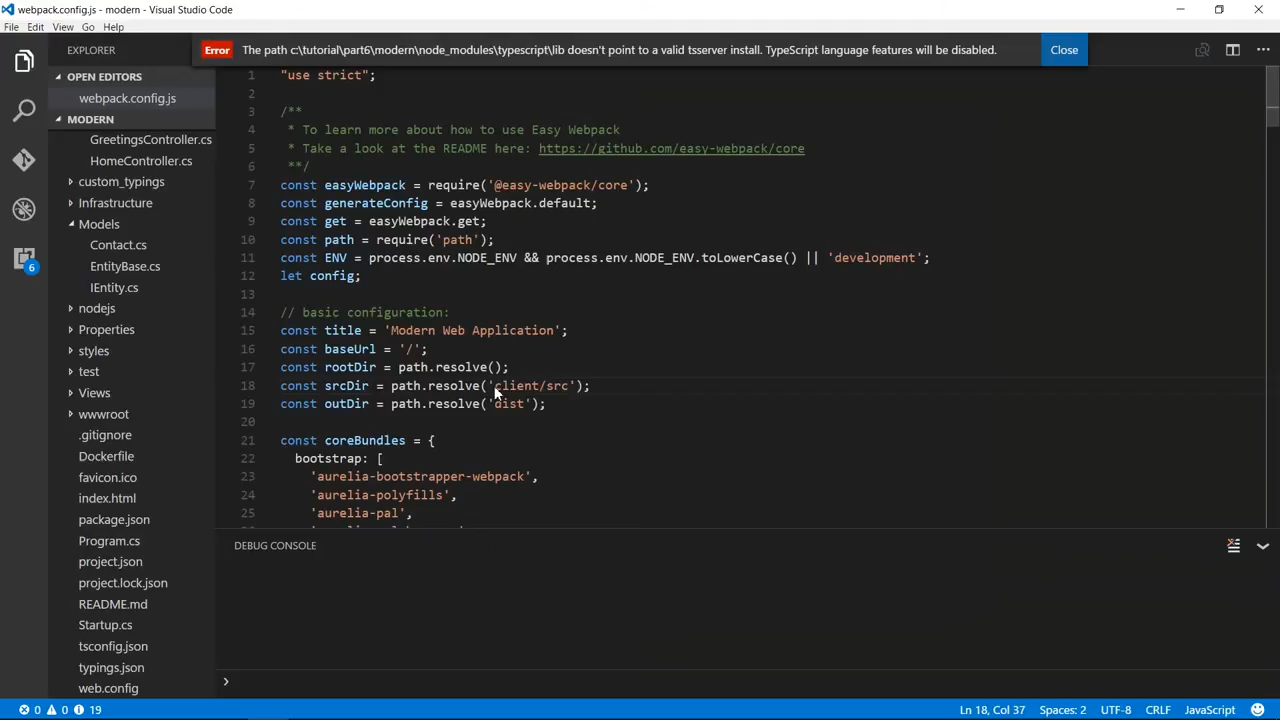 webpack.config.js - modern - Visual Studio Code
File Edit View Go Help
EXPLORER
Error The path c:\tutorial\part6\modern\node_modules\typescript\lib doesn't point to a valid tsserver install. TypeScript language features will be disabled. Close
OPEN EDITORS
webpack.config.js
MODERN
GreetingsController.cs
HomeController.cs
custom_typings
Infrastructure
Models
Contact.cs
EntityBase.cs
IEntity.cs
nodejs
Properties
styles
test
Views
wwwroot
.gitignore
Dockerfile
favicon.ico
index.html
package.json
Program.cs
project.json
project.lock.json
README.md
Startup.cs
tsconfig.json
typings.json
web.config
6
1 "use strict";
2
3 /**
4 * To learn more about how to use Easy Webpack
5 * Take a look at the README here: https://github.com/easy-webpack/core
6 **/
7 const easyWebpack = require('@easy-webpack/core');
8 const generateConfig = easyWebpack.default;
9 const get = easyWebpack.get;
10 const path = require('path');
11 const ENV = process.env.NODE_ENV && process.env.NODE_ENV.toLowerCase() || 'development';
12 let config;
13
14 // basic configuration:
15 const title = 'Modern Web Application';
16 const baseUrl = '/';
17 const rootDir = path.resolve();
18 const srcDir = path.resolve('client/src');
19 const outDir = path.resolve('dist');
20
21 const coreBundles = {
22 bootstrap: [
23 'aurelia-bootstrapper-webpack',
24 'aurelia-polyfills',
25 'aurelia-pal',
DEBUG CONSOLE
0 0 19
Ln 18, Col 37 Spaces: 2 UTF-8 CRLF JavaScript